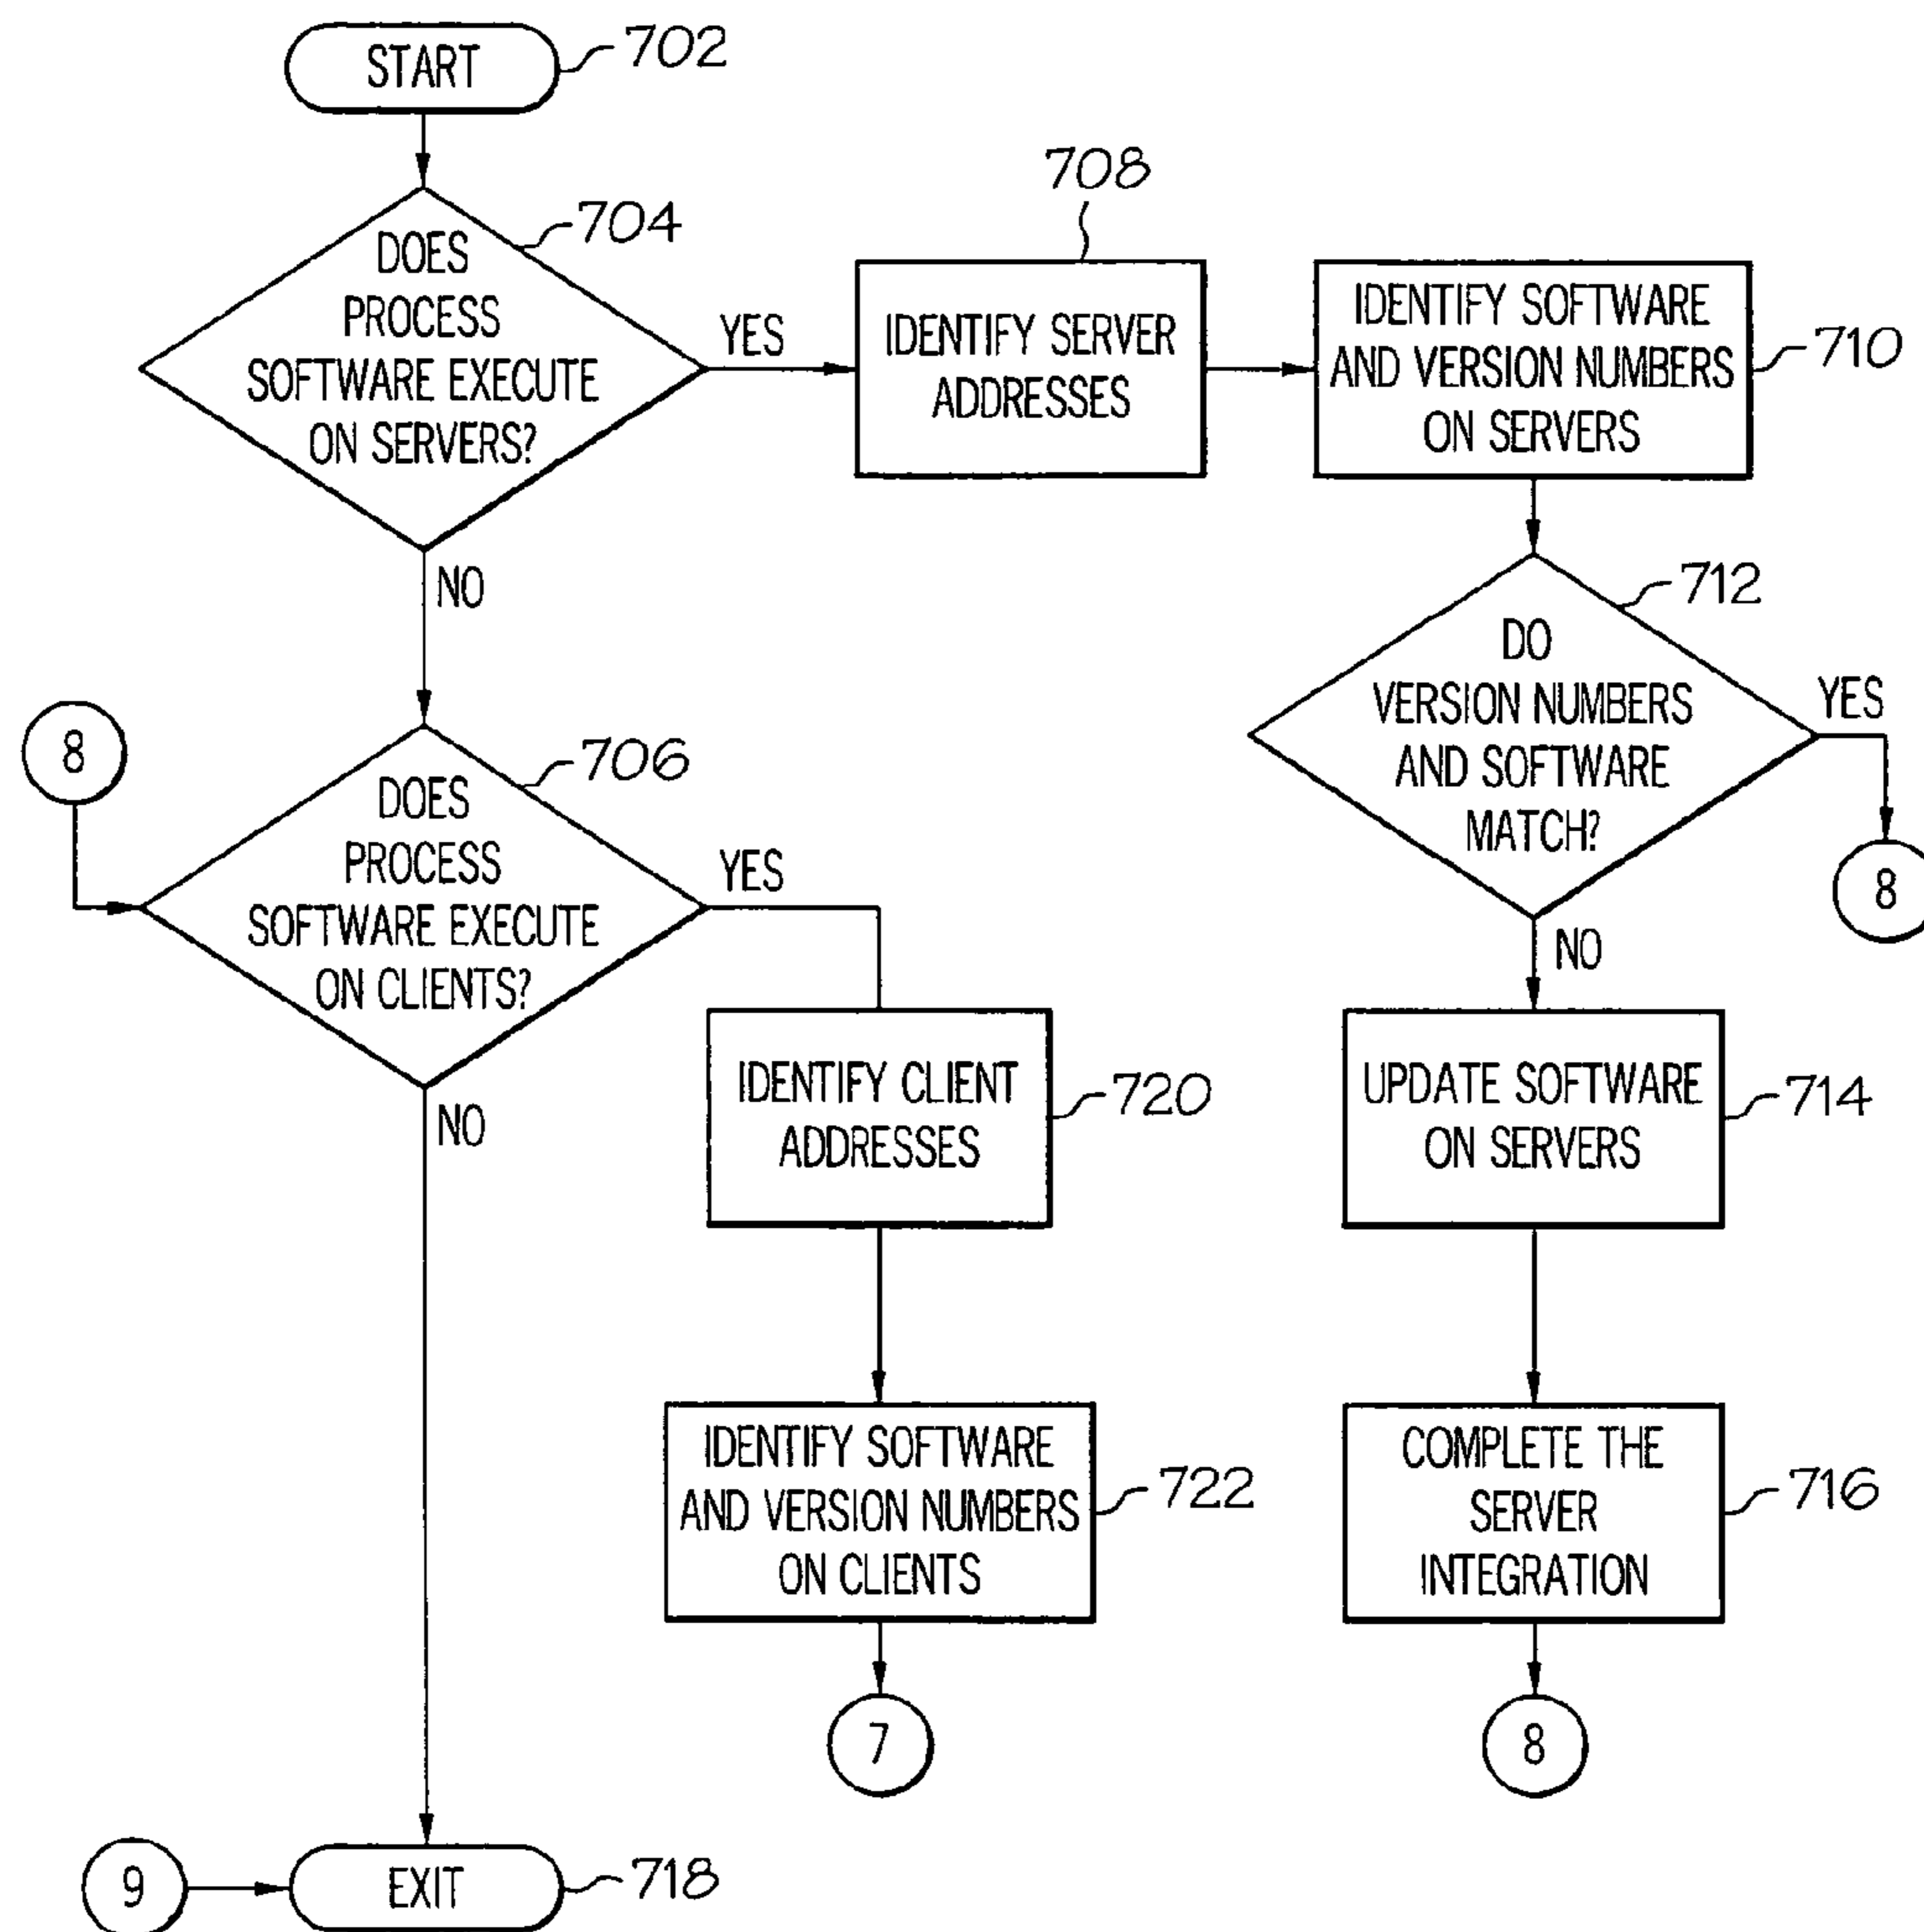 START
702
DOES
PROCESS
SOFTWARE EXECUTE
ON SERVERS?
704
YES
NO
708
IDENTIFY SERVER
ADDRESSES
IDENTIFY SOFTWARE
AND VERSION NUMBERS
ON SERVERS
710
DO
VERSION NUMBERS
AND SOFTWARE
MATCH?
712
YES
8
NO
8
DOES
PROCESS
SOFTWARE EXECUTE
ON CLIENTS?
706
YES
NO
IDENTIFY CLIENT
ADDRESSES
720
UPDATE SOFTWARE
ON SERVERS
714
IDENTIFY SOFTWARE
AND VERSION NUMBERS
ON CLIENTS
722
COMPLETE THE
SERVER
INTEGRATION
716
7
8
9
EXIT
718